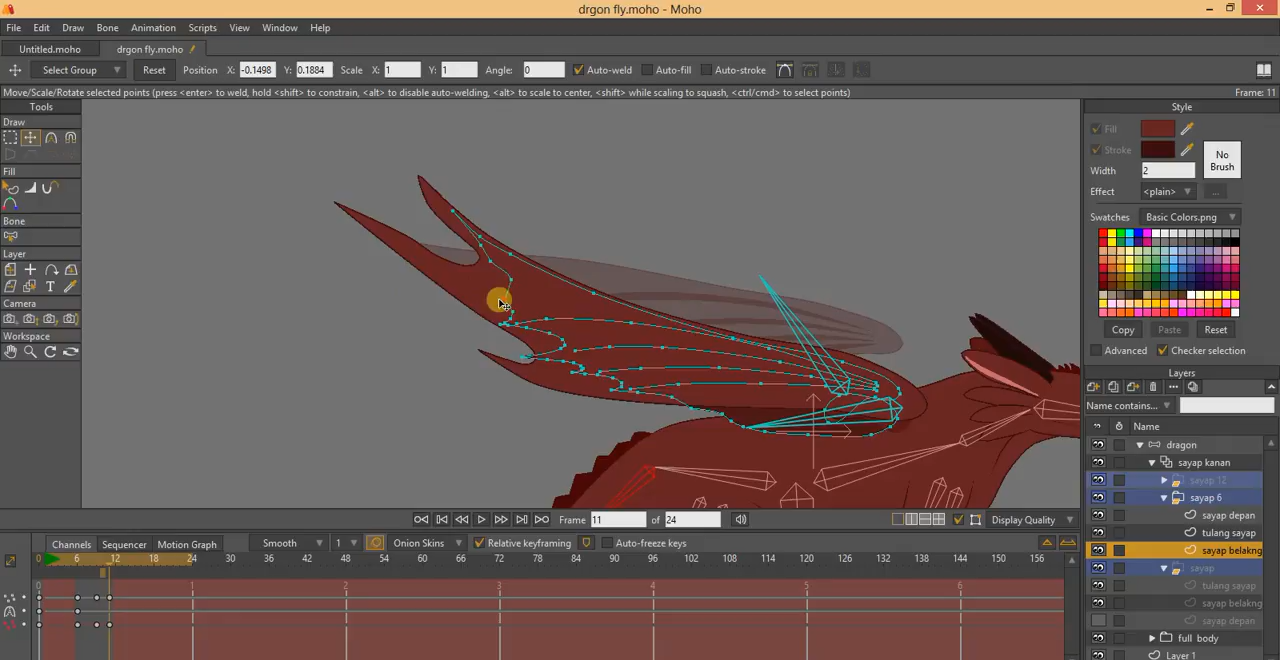 drgon fly.moho - Moho
File Edit Draw Bone Animation Scripts View Window Help
Untitled.moho drgon fly.moho
Select Group Reset Position X: -0.1498 Y: 0.1884 Scale X: 1 Y: 1 Angle: 0 Auto-weld Auto-fill Auto-stroke
Move/Scale/Rotate selected points (press <enter> to weld, hold <shift> to constrain, <alt> to disable auto-welding, <alt> to scale to center, <shift> while scaling to squash, <ctrl/cmd> to select points) Frame: 11
Tools
Draw
Fill
Bone
Layer
Camera
Workspace
Style
Fill
Stroke
No Brush
Width 2
Effect <plain> ...
Swatches Basic Colors.png
Copy Paste Reset
Advanced Checker selection
Layers
Name contains...
Name
dragon
sayap kanan
sayap 12
sayap 6
sayap depan
tulang sayap
sayap belakng
sayap
tulang sayap
sayap belakng
sayap depan
full body
Layer 1
Frame 11 of 24 Display Quality
Channels Sequencer Motion Graph Smooth 1 Onion Skins Relative keyframing Auto-freeze keys
0 6 12 18 24 30 36 42 48 54 60 66 72 78 84 90 96 102 108 114 120 126 132 138 144 150 156
0 1 2 3 4 5 6